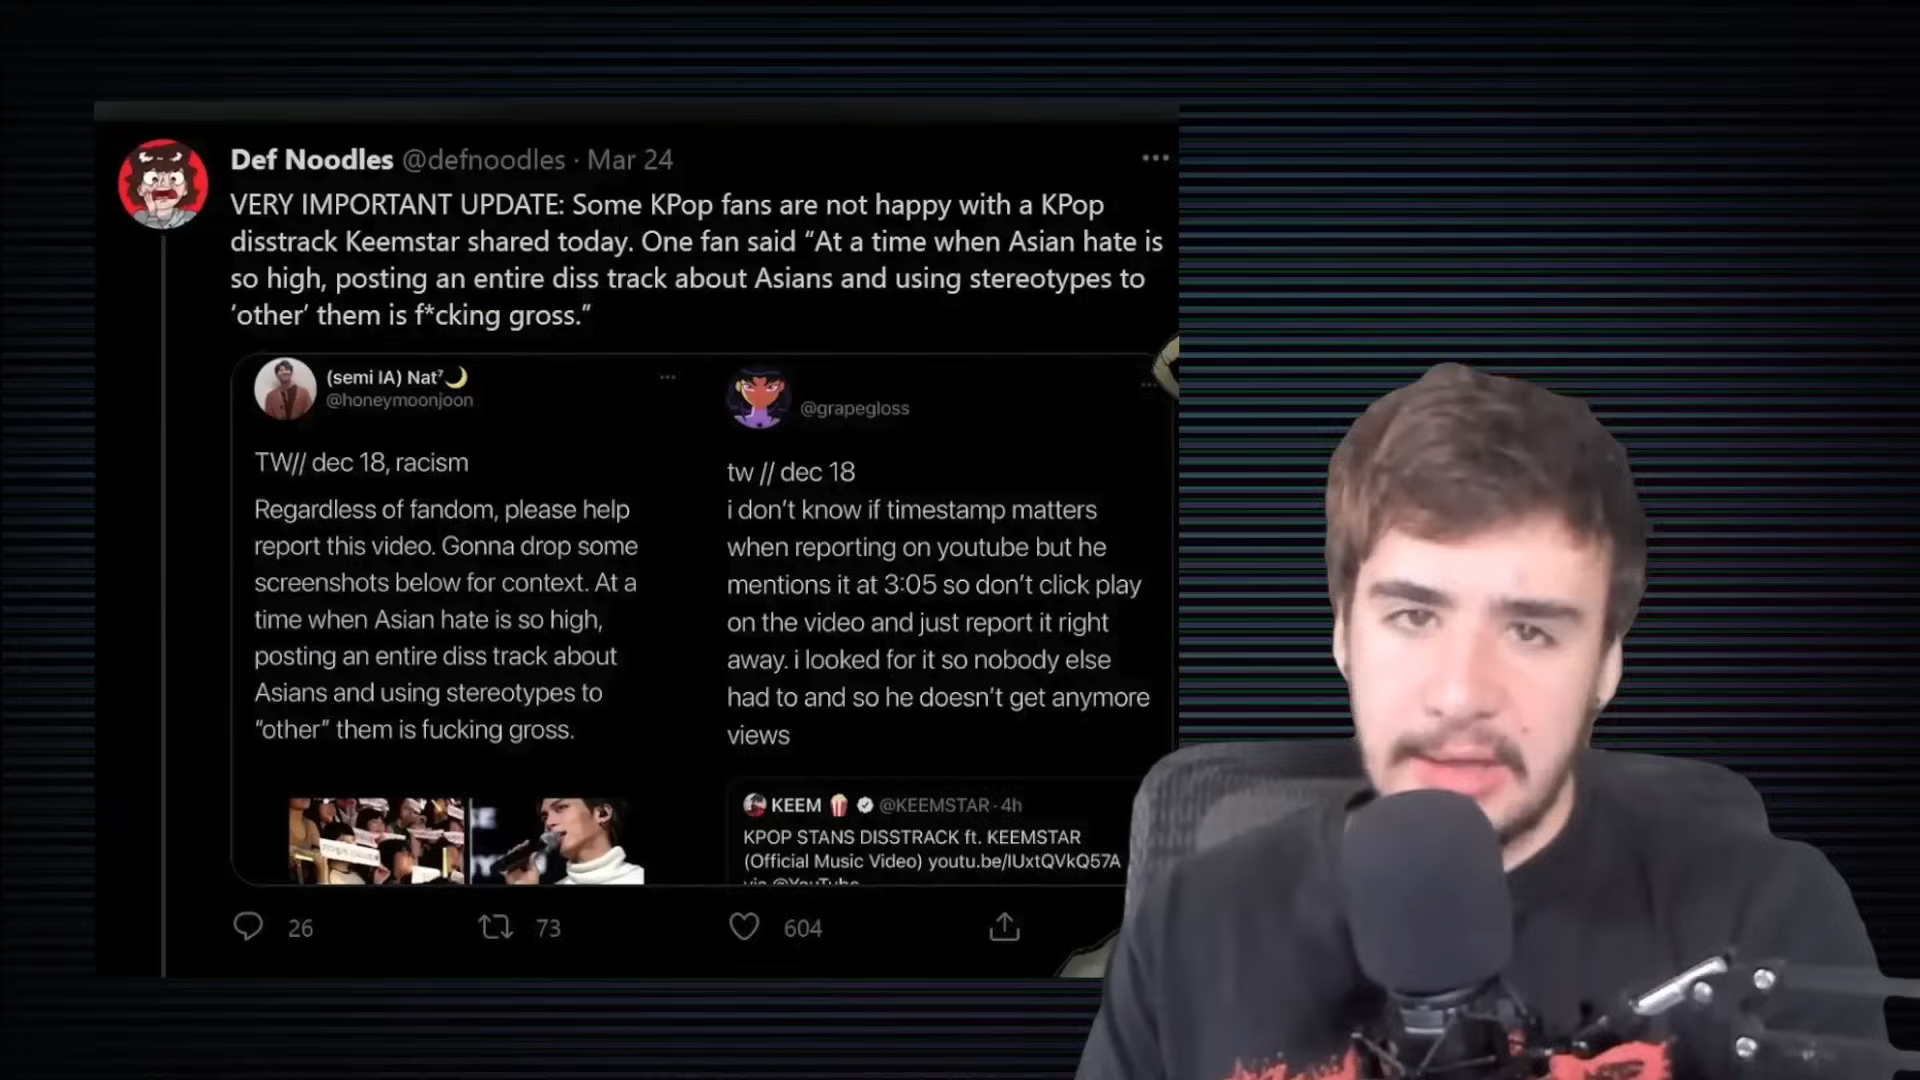 Def Noodles @defnoodles · Mar 24
VERY IMPORTANT UPDATE: Some KPop fans are not happy with a KPop
disstrack Keemstar shared today. One fan said “At a time when Asian hate is
so high, posting an entire diss track about Asians and using stereotypes to
‘other’ them is f*cking gross.”
(semi IA) Nat⁷🌙
@honeymoonjoon
TW// dec 18, racism
Regardless of fandom, please help
report this video. Gonna drop some
screenshots below for context. At a
time when Asian hate is so high,
posting an entire diss track about
Asians and using stereotypes to
“other” them is fucking gross.
@grapegloss
tw // dec 18
i don’t know if timestamp matters
when reporting on youtube but he
mentions it at 3:05 so don’t click play
on the video and just report it right
away. i looked for it so nobody else
had to and so he doesn’t get anymore
views
KEEM 🍿 @KEEMSTAR · 4h
KPOP STANS DISSTRACK ft. KEEMSTAR
(Official Music Video) youtu.be/IUxtQVkQ57A
via @YouTube
26 73 604